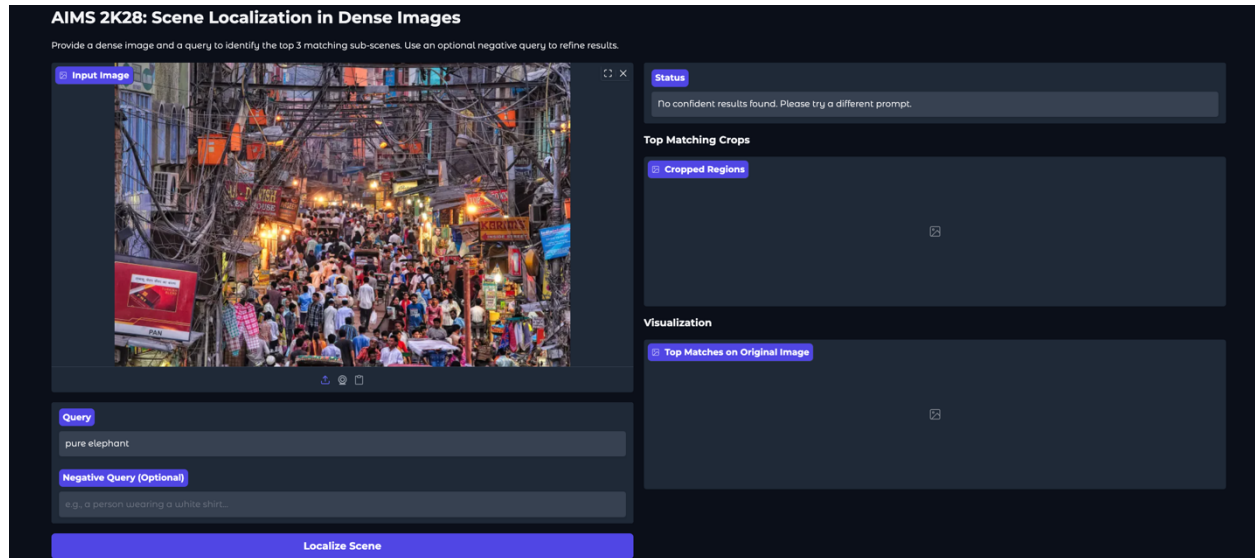 AIMS 2K28: Scene Localization in Dense Images
Provide a dense image and a query to identify the top 3 matching sub-scenes. Use an optional negative query to refine results.
Input Image
KARIM'S
PAN
Query
pure elephant
Negative Query (Optional)
e.g., a person wearing a white shirt...
Localize Scene
Status
No confident results found. Please try a different prompt.
Top Matching Crops
Cropped Regions
Visualization
Top Matches on Original Image